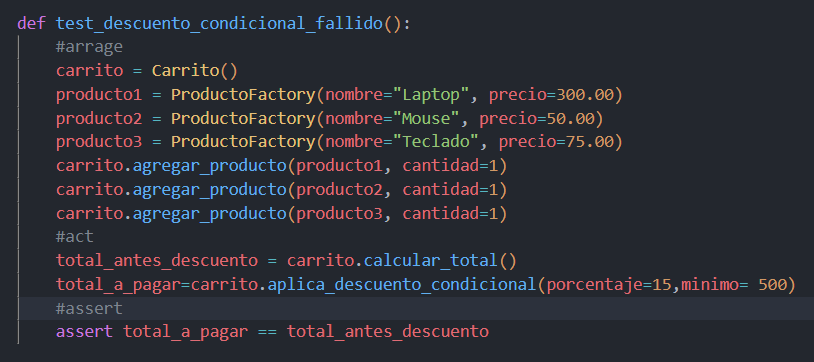 def test_descuento_condicional_fallido():
    #arrage
    carrito = Carrito()
    producto1 = ProductoFactory(nombre="Laptop", precio=300.00)
    producto2 = ProductoFactory(nombre="Mouse", precio=50.00)
    producto3 = ProductoFactory(nombre="Teclado", precio=75.00)
    carrito.agregar_producto(producto1, cantidad=1)
    carrito.agregar_producto(producto2, cantidad=1)
    carrito.agregar_producto(producto3, cantidad=1)
    #act
    total_antes_descuento = carrito.calcular_total()
    total_a_pagar=carrito.aplica_descuento_condicional(porcentaje=15,minimo= 500)
    #assert
    assert total_a_pagar == total_antes_descuento